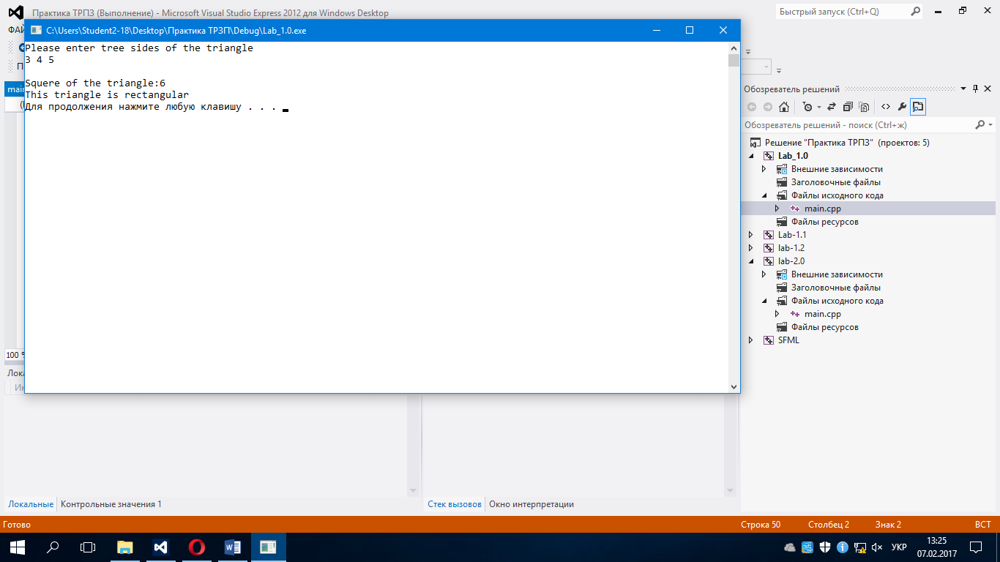 Практика ТРПЗ (Выполнение) - Microsoft Visual Studio Express 2012 для Windows Desktop
Быстрый запуск (Ctrl+Q)
C:\Users\Student2-18\Desktop\Практика ТРЗП\Debug\Lab_1.0.exe
Please enter tree sides of the triangle
3 4 5
Squere of the triangle:6
This triangle is rectangular
Для продолжения нажмите любую клавишу . . .
100 %
Обозреватель решений
Обозреватель решений - поиск (Ctrl+ж)
Решение "Практика ТРПЗ" (проектов: 5)
Lab_1.0
Внешние зависимости
Заголовочные файлы
Файлы исходного кода
main.cpp
Файлы ресурсов
Lab-1.1
lab-1.2
lab-2.0
Внешние зависимости
Заголовочные файлы
Файлы исходного кода
main.cpp
Файлы ресурсов
SFML
Локальные
Контрольные значения 1
Стек вызовов
Окно интерпретации
Готово
Строка 50
Столбец 2
Знак 2
ВСТ
УКР
13:25
07.02.2017